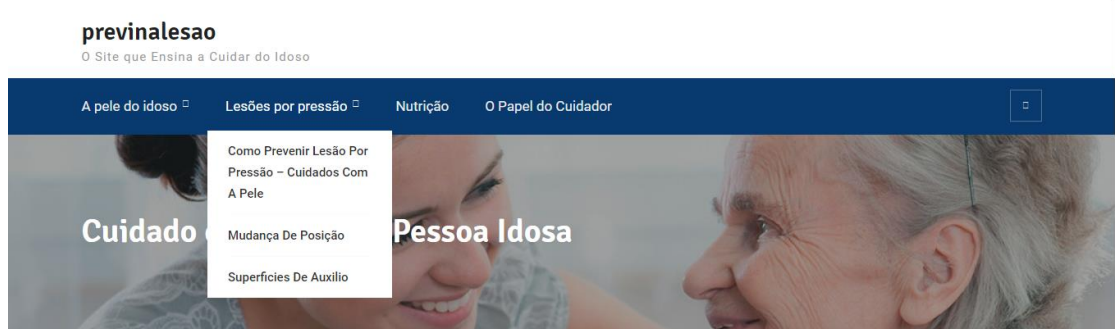 previnalesao
O Site que Ensina a Cuidar do Idoso
A pele do idoso Lesões por pressão Nutrição O Papel do Cuidador
Como Prevenir Lesão Por
Pressão – Cuidados Com
A Pele
Cuidado Pessoa Idosa
Mudança De Posição
Superficies De Auxilio